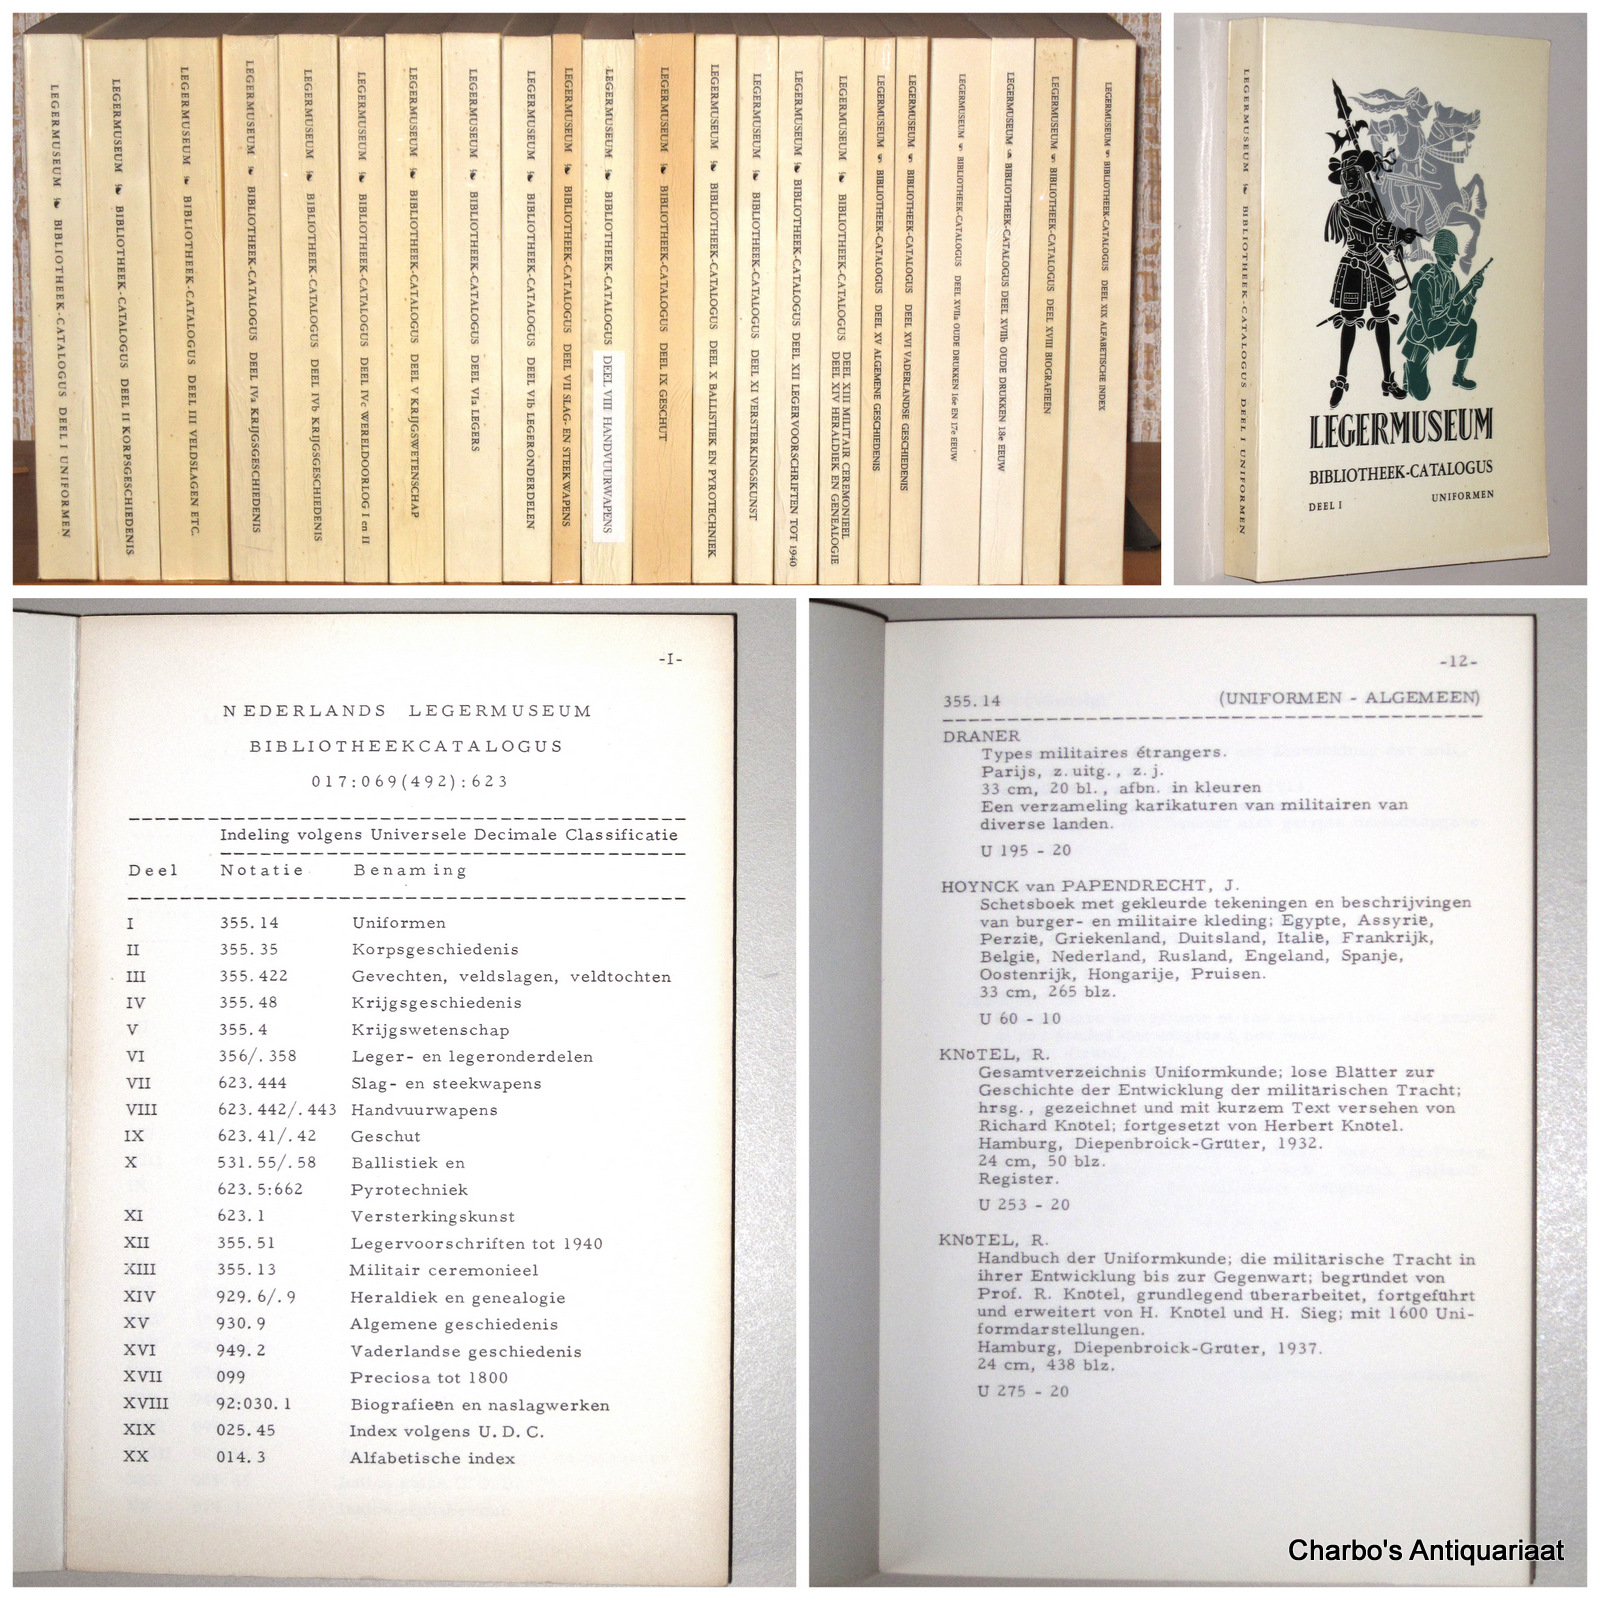 LEGERMUSEUM BIBLIOTHEEK-CATALOGUS DEEL I UNIFORMEN
LEGERMUSEUM BIBLIOTHEEK-CATALOGUS DEEL II KORPSGESCHIEDENIS
LEGERMUSEUM BIBLIOTHEEK-CATALOGUS DEEL III VELDSLAGEN ETC.
LEGERMUSEUM BIBLIOTHEEK-CATALOGUS DEEL IVa KRIJGSGESCHIEDENIS
LEGERMUSEUM BIBLIOTHEEK-CATALOGUS DEEL IVb KRIJGSGESCHIEDENIS
LEGERMUSEUM BIBLIOTHEEK-CATALOGUS DEEL IVc WERELDOORLOG I en II
LEGERMUSEUM BIBLIOTHEEK-CATALOGUS DEEL V KRIJGSWETENSCHAP
LEGERMUSEUM BIBLIOTHEEK-CATALOGUS DEEL VIa LEGERS
LEGERMUSEUM BIBLIOTHEEK-CATALOGUS DEEL VIb LEGERONDERDELEN
LEGERMUSEUM BIBLIOTHEEK-CATALOGUS DEEL VII SLAG- EN STEEKWAPENS
LEGERMUSEUM BIBLIOTHEEK-CATALOGUS DEEL VIII HANDVUURWAPENS
LEGERMUSEUM BIBLIOTHEEK-CATALOGUS DEEL IX GESCHUT
LEGERMUSEUM BIBLIOTHEEK-CATALOGUS DEEL X BALLISTIEK EN PYROTECHNIEK
LEGERMUSEUM BIBLIOTHEEK-CATALOGUS DEEL XI VERSTERKINGSKUNST
LEGERMUSEUM BIBLIOTHEEK-CATALOGUS DEEL XII LEGERVOORSCHRIFTEN TOT 1940
LEGERMUSEUM BIBLIOTHEEK-CATALOGUS DEEL XIII MILITAIR CEREMONIEEL
DEEL XIV HERALDIEK EN GENEALOGIE
LEGERMUSEUM BIBLIOTHEEK-CATALOGUS DEEL XV ALGEMENE GESCHIEDENIS
LEGERMUSEUM BIBLIOTHEEK-CATALOGUS DEEL XVI VADERLANDSE GESCHIEDENIS
LEGERMUSEUM BIBLIOTHEEK-CATALOGUS DEEL XVIIa OUDE DRUKKEN 16e EN 17e EEUW
LEGERMUSEUM BIBLIOTHEEK-CATALOGUS DEEL XVIIb OUDE DRUKKEN 18e EEUW
LEGERMUSEUM BIBLIOTHEEK-CATALOGUS DEEL XVIII BIOGRAFIEËN
LEGERMUSEUM BIBLIOTHEEK-CATALOGUS DEEL XIX ALFABETISCHE INDEX
LEGERMUSEUM BIBLIOTHEEK-CATALOGUS DEEL I UNIFORMEN
LEGERMUSEUM
BIBLIOTHEEK-CATALOGUS
DEEL I UNIFORMEN
-I-
NEDERLANDS LEGERMUSEUM
BIBLIOTHEEKCATALOGUS
017:069(492):623
Indeling volgens Universele Decimale Classificatie
Deel Notatie Benaming
I 355.14 Uniformen
II 355.35 Korpsgeschiedenis
III 355.422 Gevechten, veldslagen, veldtochten
IV 355.48 Krijgsgeschiedenis
V 355.4 Krijgswetenschap
VI 356/.358 Leger- en legeronderdelen
VII 623.444 Slag- en steekwapens
VIII 623.442/.443 Handvuurwapens
IX 623.41/.42 Geschut
X 531.55/.58 Ballistiek en
623.5:662 Pyrotechniek
XI 623.1 Versterkingskunst
XII 355.51 Legervoorschriften tot 1940
XIII 355.13 Militair ceremonieel
XIV 929.6/.9 Heraldiek en genealogie
XV 930.9 Algemene geschiedenis
XVI 949.2 Vaderlandse geschiedenis
XVII 099 Preciosa tot 1800
XVIII 92:030.1 Biografieën en naslagwerken
XIX 025.45 Index volgens U.D.C.
XX 014.3 Alfabetische index
-12-
355.14 (UNIFORMEN - ALGEMEEN)
DRANER
Types militaires étrangers.
Parijs, z.uitg., z.j.
33 cm, 20 bl., afbn. in kleuren
Een verzameling karikaturen van militairen van
diverse landen.
U 195 - 20
HOYNCK van PAPENDRECHT, J.
Schetsboek met gekleurde tekeningen en beschrijvingen
van burger- en militaire kleding; Egypte, Assyrië,
Perzië, Griekenland, Duitsland, Italië, Frankrijk,
België, Nederland, Rusland, Engeland, Spanje,
Oostenrijk, Hongarije, Pruisen.
33 cm, 265 blz.
U 60 - 10
KNöTEL, R.
Gesamtverzeichnis Uniformkunde; lose Blätter zur
Geschichte der Entwicklung der militärischen Tracht;
hrsg., gezeichnet und mit kurzem Text versehen von
Richard Knötel; fortgesetzt von Herbert Knötel.
Hamburg, Diepenbroick-Grüter, 1932.
24 cm, 50 blz.
Register.
U 253 - 20
KNöTEL, R.
Handbuch der Uniformkunde; die militärische Tracht in
ihrer Entwicklung bis zur Gegenwart; begründet von
Prof. R. Knötel, grundlegend überarbeitet, fortgeführt
und erweitert von H. Knötel und H. Sieg; mit 1600 Uni-
formdarstellungen.
Hamburg, Diepenbroick-Grüter, 1937.
24 cm, 438 blz.
U 275 - 20
Charbo's Antiquariaat